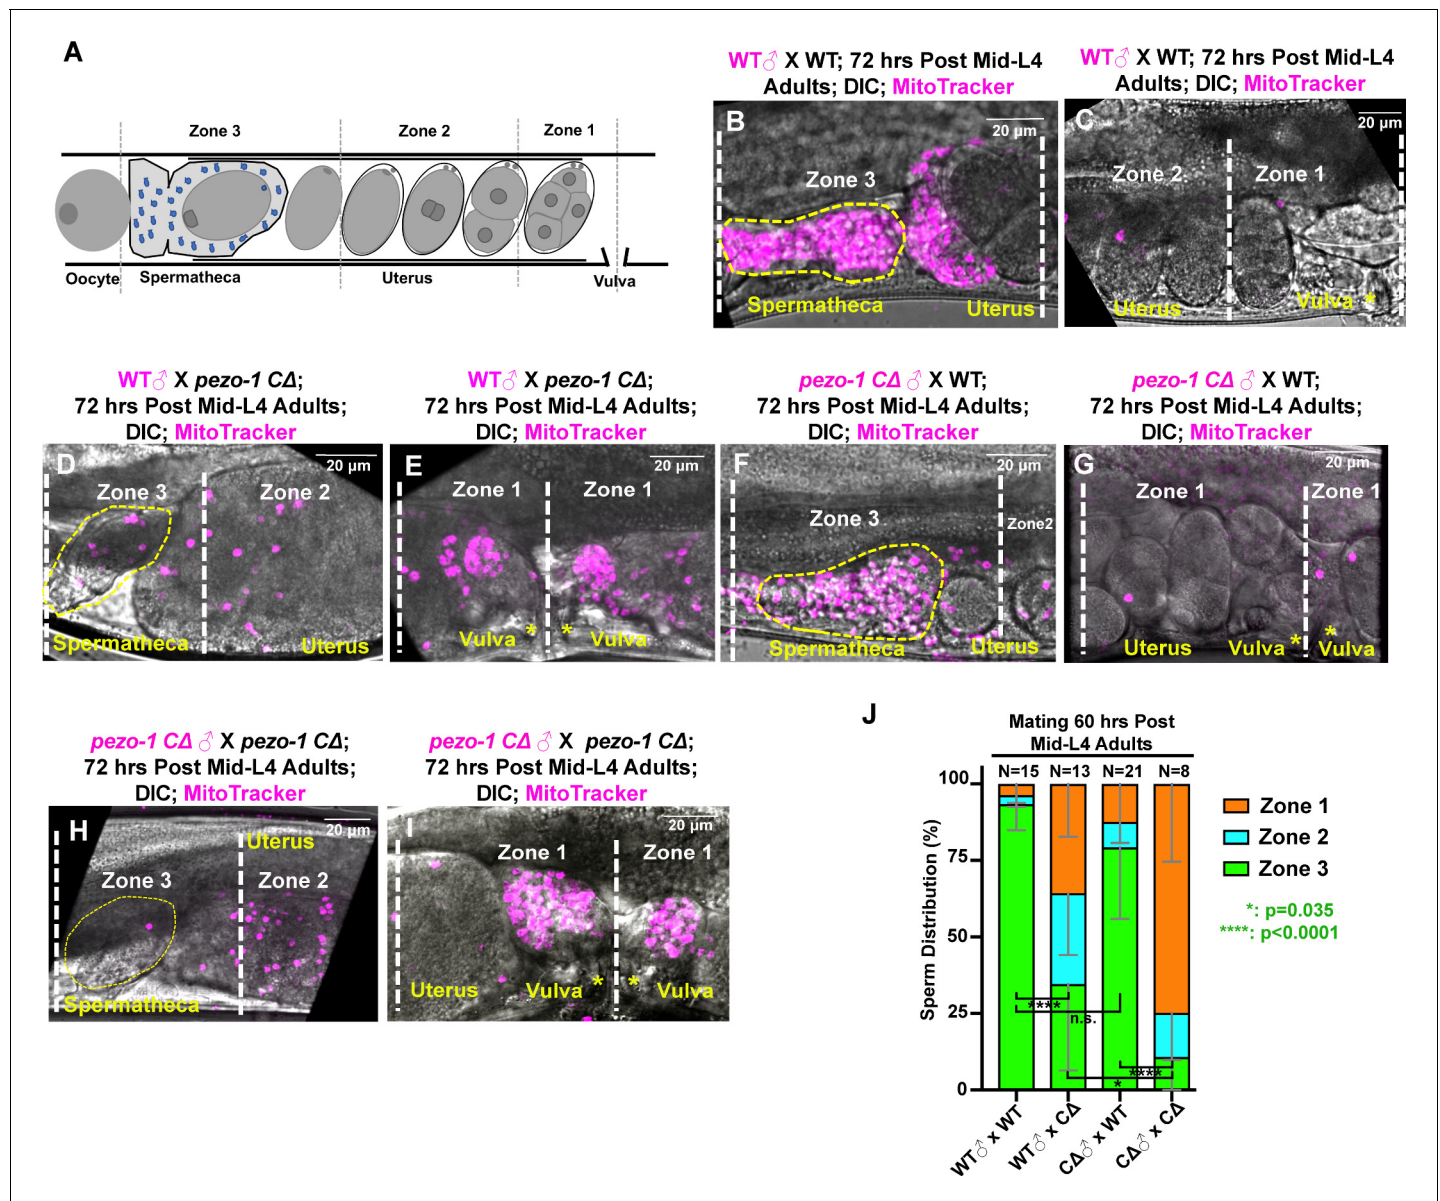 A
Zone 3
Zone 2
Zone 1
Oocyte
Spermatheca
Uterus
Vulva
WT♂ X WT; 72 hrs Post Mid-L4
Adults; DIC; MitoTracker
B
20 µm
Zone 3
Spermatheca
Uterus
WT♂ X WT; 72 hrs Post Mid-L4
Adults; DIC; MitoTracker
C
20 µm
Zone 2
Zone 1
Uterus
Vulva *
WT♂ X pezo-1 CΔ;
72 hrs Post Mid-L4 Adults;
DIC; MitoTracker
D
20 µm
Zone 3
Zone 2
Spermatheca
Uterus
WT♂ X pezo-1 CΔ;
72 hrs Post Mid-L4 Adults;
DIC; MitoTracker
E
20 µm
Zone 1
Zone 1
Vulva *
* Vulva
pezo-1 CΔ ♂ X WT;
72 hrs Post Mid-L4 Adults;
DIC; MitoTracker
F
20 µm
Zone 3
Zone2
Spermatheca
Uterus
pezo-1 CΔ ♂ X WT;
72 hrs Post Mid-L4 Adults;
DIC; MitoTracker
G
20 µm
Zone 1
Zone 1
Uterus
Vulva *
* Vulva
pezo-1 CΔ ♂ X pezo-1 CΔ;
72 hrs Post Mid-L4 Adults;
DIC; MitoTracker
H
20 µm
Uterus
Zone 3
Zone 2
Spermatheca
pezo-1 CΔ ♂ X pezo-1 CΔ;
72 hrs Post Mid-L4 Adults;
DIC; MitoTracker
I
20 µm
Zone 1
Zone 1
Uterus
Vulva *
* Vulva
J
Mating 60 hrs Post
Mid-L4 Adults
N=15 N=13 N=21 N=8
Sperm Distribution (%)
100
75
50
25
0
****
n.s.
****
*
WT♂ x WT
WT♂ x CΔ
CΔ♂ x WT
CΔ♂ x CΔ
Zone 1
Zone 2
Zone 3
*: p=0.035
****: p<0.0001